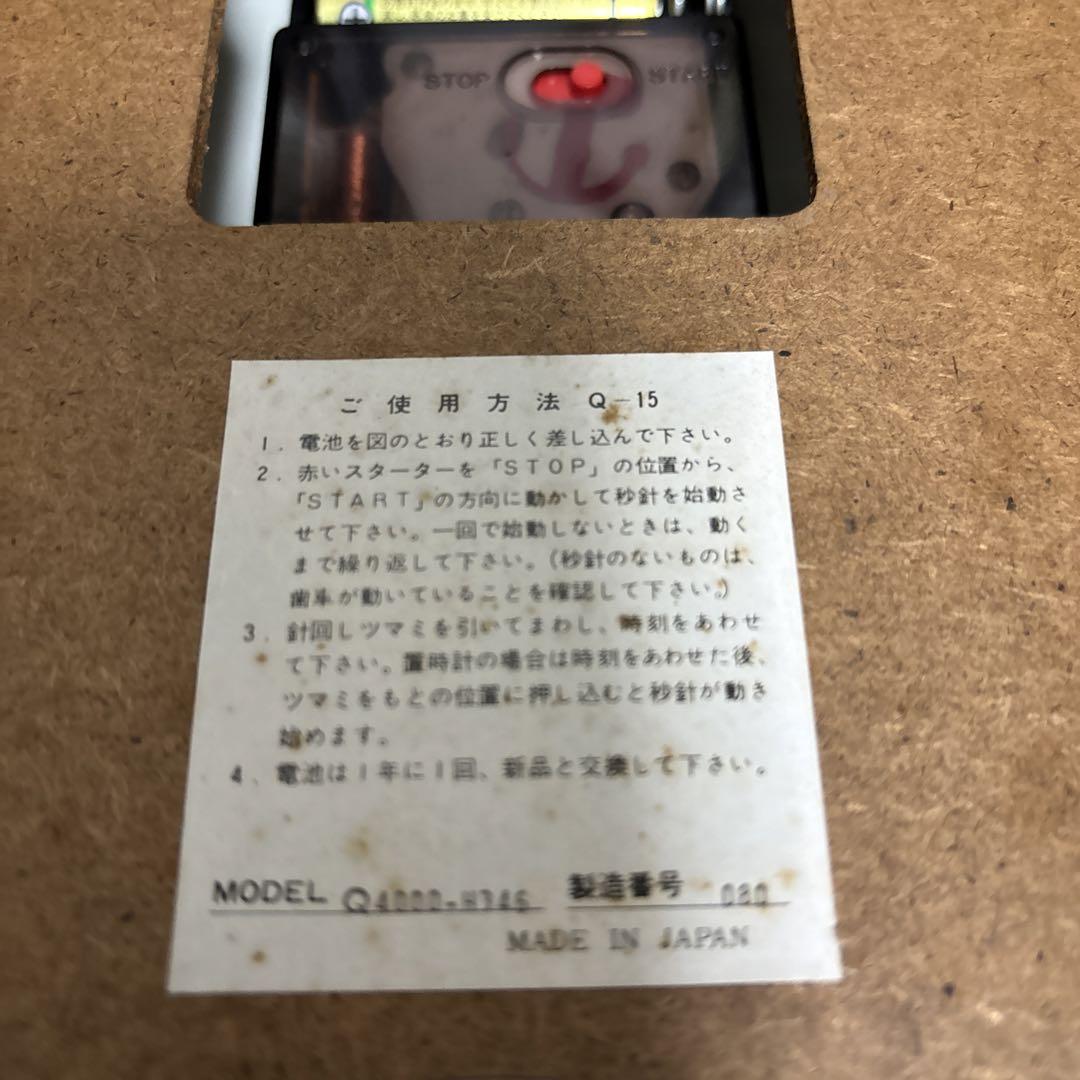 STOP
START
ご使用方法 Q-15
1. 電池を図のとおり正しく差し込んで下さい。
2. 赤いスターターを「STOP」の位置から、
「START」の方向に動かして秒針を始動さ
せて下さい。一回で始動しないときは、動く
まで繰り返して下さい。(秒針のないものは、
歯車が動いていることを確認して下さい。)
3. 針回しツマミを引いてまわし、時刻をあわせ
て下さい。置時計の場合は時刻をあわせた後、
ツマミをもとの位置に押し込むと秒針が動き
始めます。
4. 電池は1年に1回、新品と交換して下さい。
MODEL Q4000-H346 製造番号 080
MADE IN JAPAN